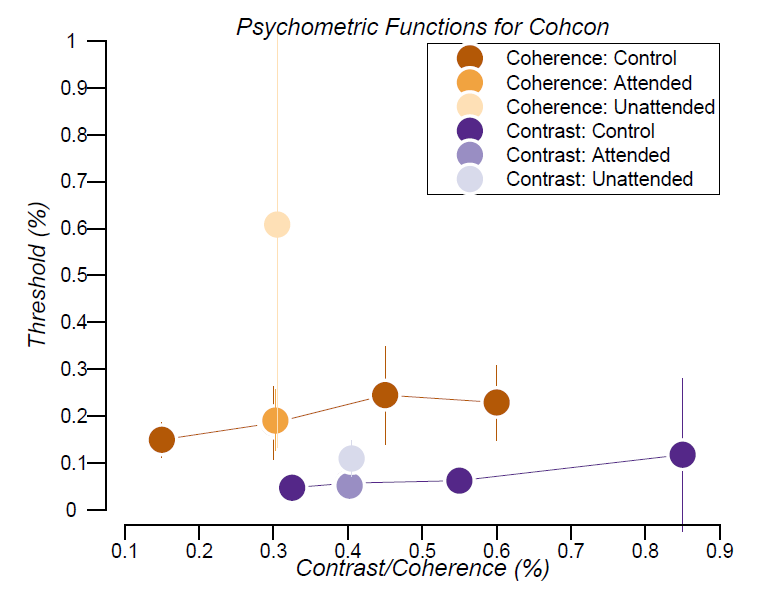 Psychometric Functions for Cohcon
1
0.9
0.8
0.7
0.6
0.5
0.4
0.3
0.2
0.1
0
Threshold (%)
Coherence: Control
Coherence: Attended
Coherence: Unattended
Contrast: Control
Contrast: Attended
Contrast: Unattended
0.1 0.2 0.3 0.4 0.5 0.6 0.7 0.8 0.9
Contrast/Coherence (%)